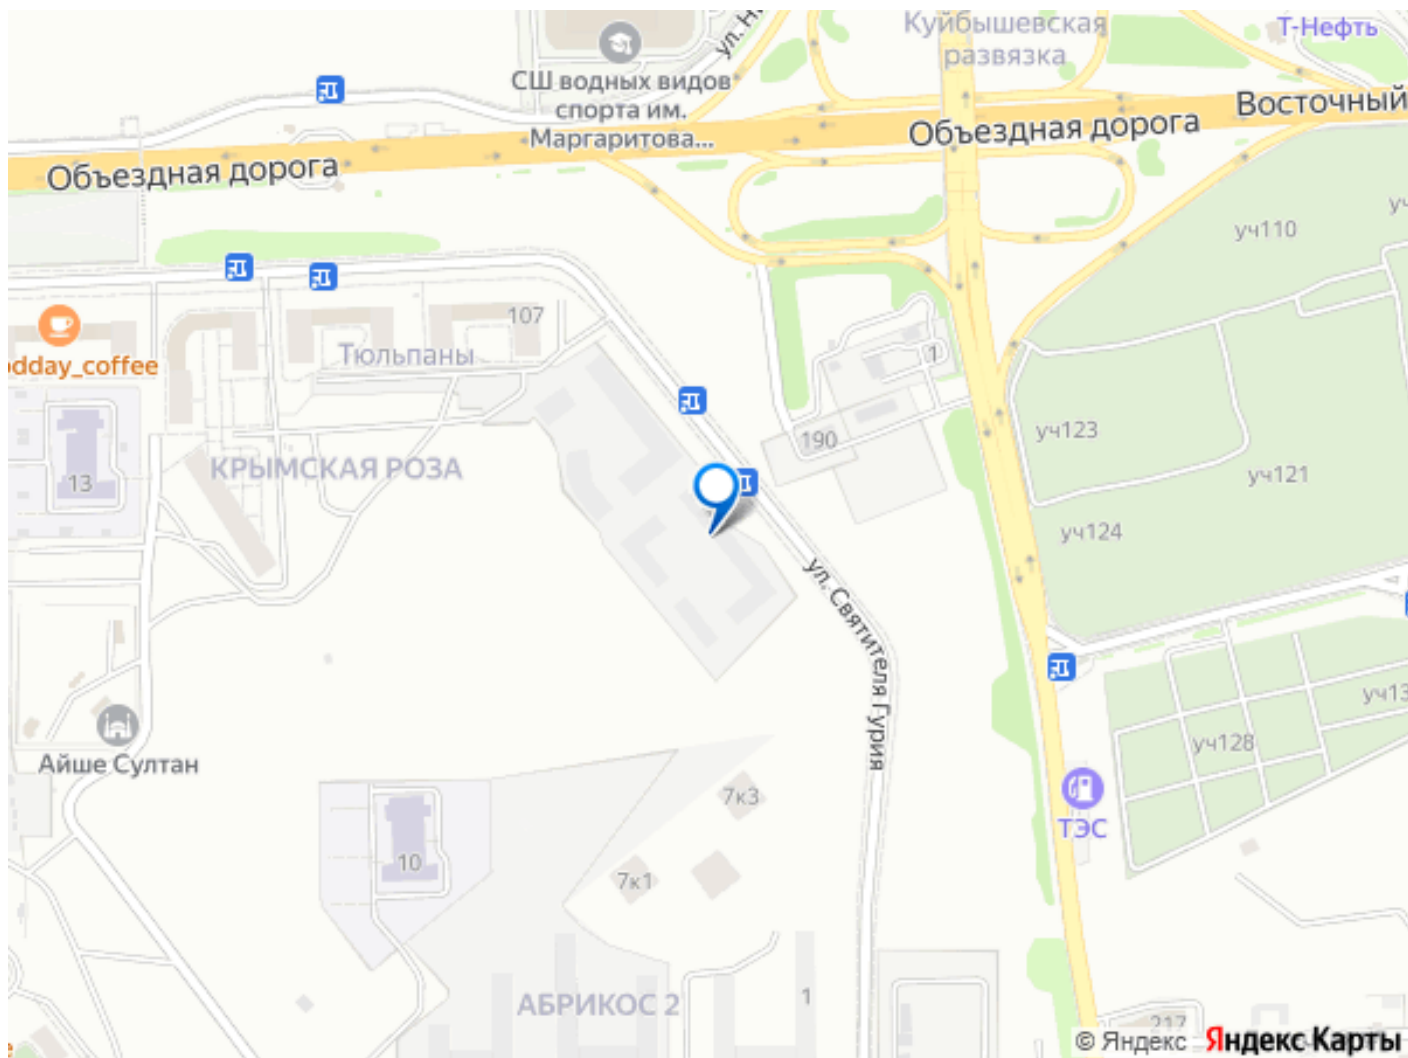 Куйбышевская
развязка
Т-Нефть
СШ водных видов
спорта им.
Маргаритова...
Объездная дорога
Восточный
Объездная дорога
уч110
107
Тюльпаны
1
190
уч123
КРЫМСКАЯ РОЗА
13
уч121
уч124
ул. Святителя Гурия
Айше Султан
уч128
7к3
ТЭС
10
7к1
АБРИКОС 2
1
217
© Яндекс Яндекс Карты